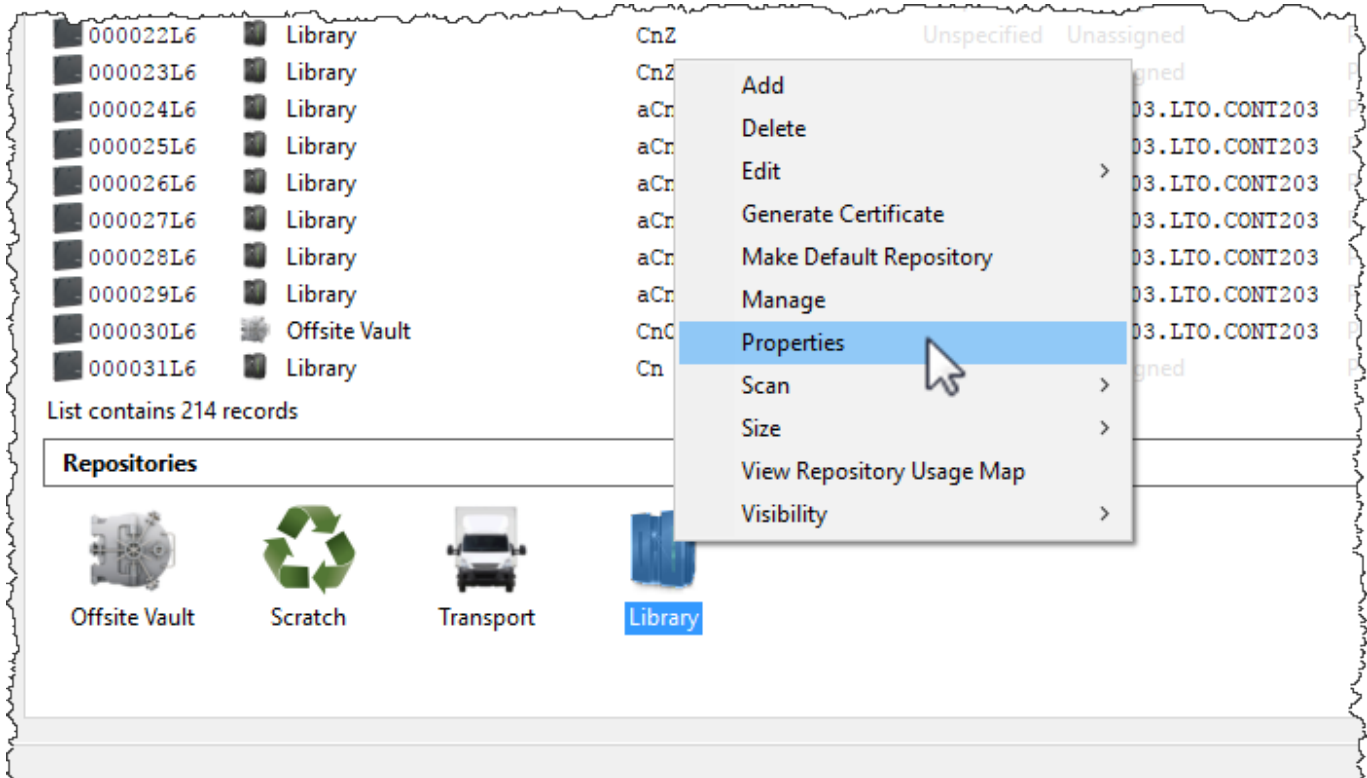 000022L6 Library CnZ Unspecified Unassigned
000023L6 Library CnZ gned
Add
000024L6 Library aCn 03.LTO.CONT203
Delete
000025L6 Library aCn 03.LTO.CONT203
Edit
000026L6 Library aCn 03.LTO.CONT203
Generate Certificate
000027L6 Library aCn 03.LTO.CONT203
Make Default Repository
000028L6 Library aCn 03.LTO.CONT203
Manage
000029L6 Library aCn 03.LTO.CONT203
000030L6 Offsite Vault CnO 03.LTO.CONT203
Properties
000031L6 Library Cn gned
Scan
List contains 214 records
Size
Repositories
View Repository Usage Map
Visibility
Offsite Vault Scratch Transport Library